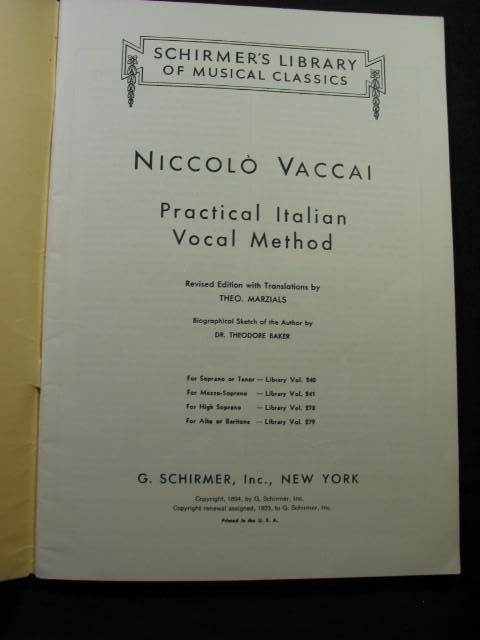 SCHIRMER'S LIBRARY
OF MUSICAL CLASSICS
NICCOLÒ VACCAI
Practical Italian
Vocal Method
Revised Edition with Translations by
THEO. MARZIALS
Biographical Sketch of the Author by
DR. THEODORE BAKER
For Soprano or Tenor — Library Vol. 240
For Mezzo-Soprano — Library Vol. 241
For High Soprano — Library Vol. 278
For Alto or Baritone — Library Vol. 279
G. SCHIRMER, Inc., NEW YORK
Copyright, 1894, by G. Schirmer, Inc.
Copyright renewal assigned, 1923, to G. Schirmer, Inc.
Printed in the U. S. A.